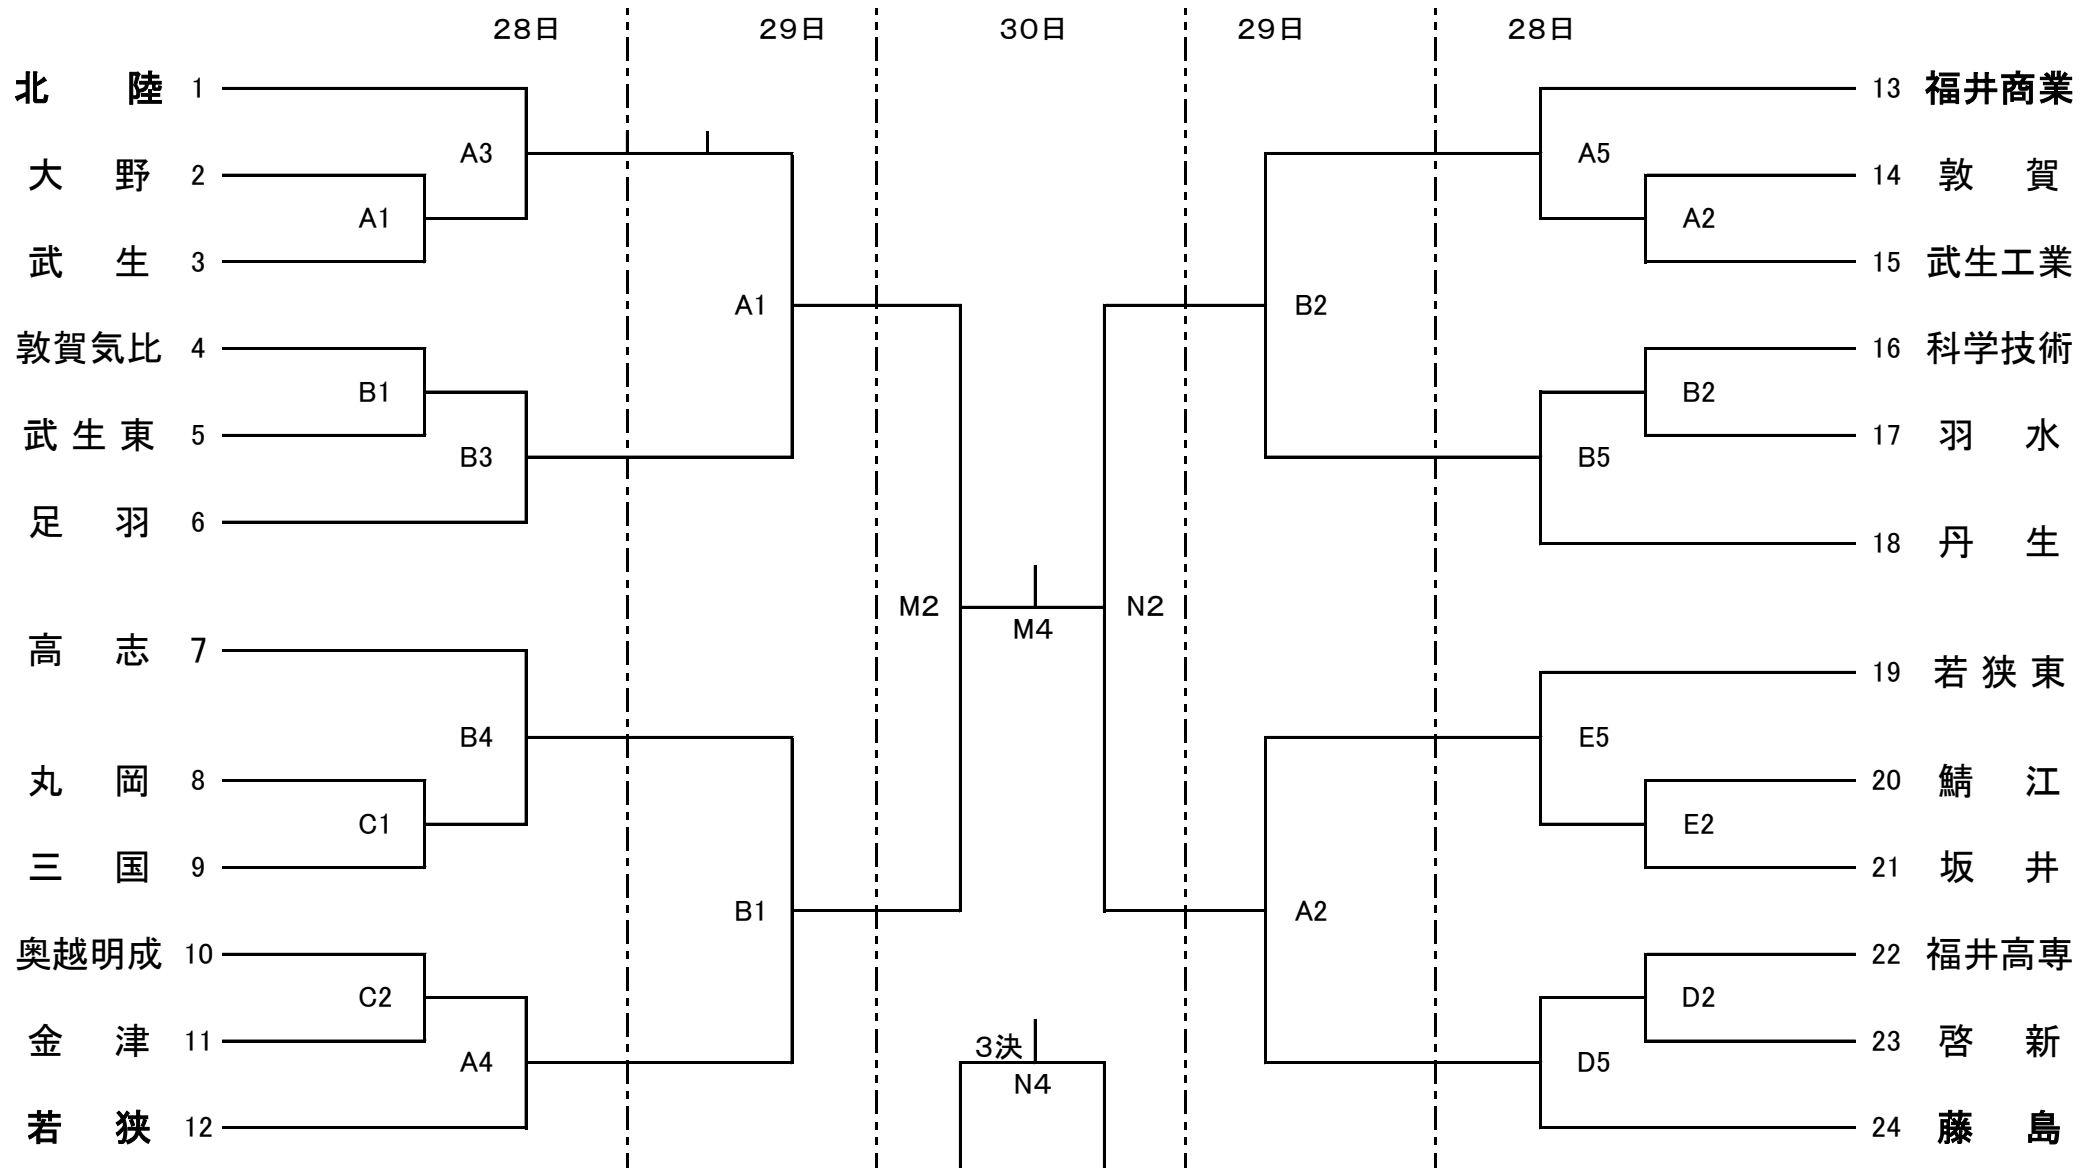 28日 29日 30日 29日 28日
北陸 1 13 福井商業
A3 A5
大野 2 14 敦賀
A1 A2
武生 3 15 武生工業
A1 B2
敦賀気比 4 16 科学技術
B1 B2
武生東 5 17 羽水
B3 B5
足羽 6 18 丹生
M2 N2
M4
高志 7 19 若狭東
B4 E5
丸岡 8 20 鯖江
C1 E2
三国 9 21 坂井
B1 A2
奥越明成 10 22 福井高専
C2 D2
金津 11 23 啓新
3決
A4 D5
N4
若狭 12 24 藤島